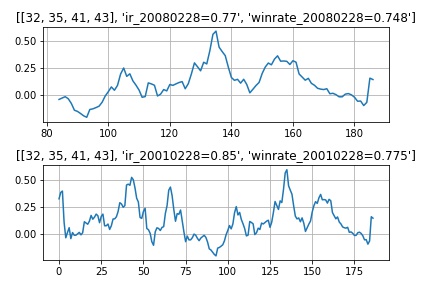 [[32, 35, 41, 43], 'ir_20080228=0.77', 'winrate_20080228=0.748']
0.50
0.25
0.00
80 100 120 140 160 180
[[32, 35, 41, 43], 'ir_20010228=0.85', 'winrate_20010228=0.775']
0.50
0.25
0.00
0 25 50 75 100 125 150 175